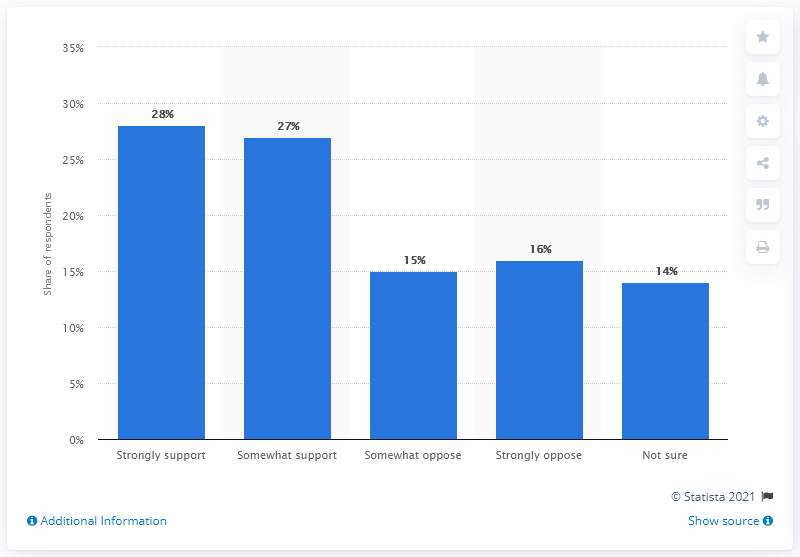 35%
30%
25%
20%
15%
10%
5%
0%
Share of respondents
28%
27%
15%
16%
14%
Strongly support
Somewhat support
Somewhat oppose
Strongly oppose
Not sure
© Statista 2021
Additional Information
Show source